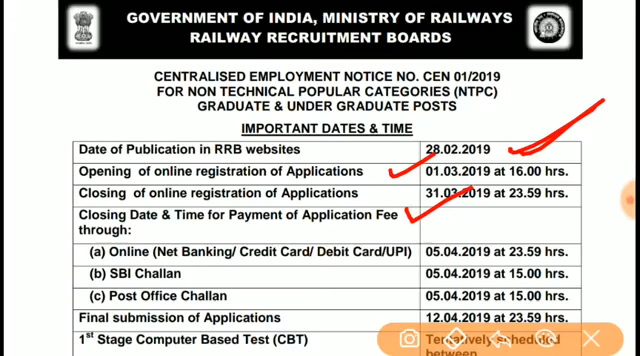 GOVERNMENT OF INDIA, MINISTRY OF RAILWAYS
RAILWAY RECRUITMENT BOARDS
CENTRALISED EMPLOYMENT NOTICE NO. CEN 01/2019
FOR NON TECHNICAL POPULAR CATEGORIES (NTPC)
GRADUATE & UNDER GRADUATE POSTS
IMPORTANT DATES & TIME
Date of Publication in RRB websites 28.02.2019
Opening of online registration of Applications 01.03.2019 at 16.00 hrs.
Closing of online registration of Applications 31.03.2019 at 23.59 hrs.
Closing Date & Time for Payment of Application Fee
through:
(a) Online (Net Banking/ Credit Card/ Debit Card/UPI) 05.04.2019 at 23.59 hrs.
(b) SBI Challan 05.04.2019 at 15.00 hrs.
(c) Post Office Challan 05.04.2019 at 15.00 hrs.
Final submission of Applications 12.04.2019 at 23.59 hrs.
1st Stage Computer Based Test (CBT) Tentatively scheduled
between